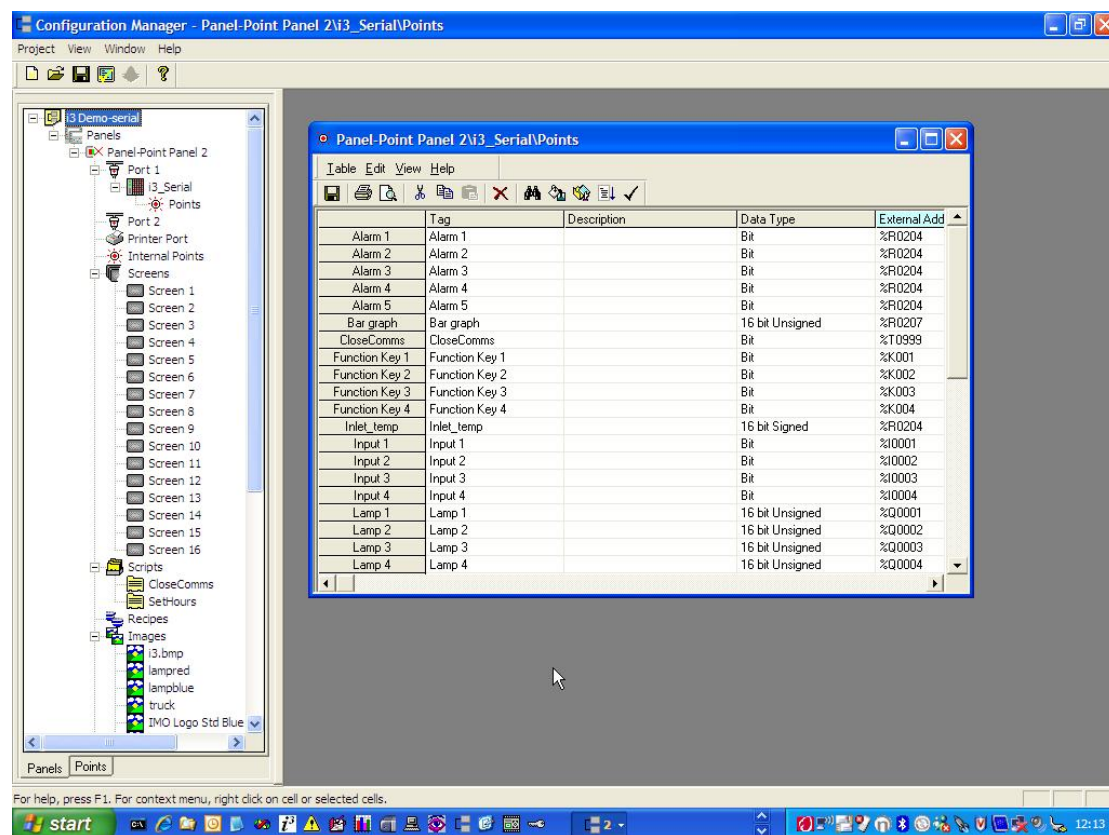 Configuration Manager - Panel-Point Panel 2\i3_Serial\Points
Project View Window Help
i3 Demo-serial
Panels
Panel-Point Panel 2
Port 1
i3_Serial
Points
Port 2
Printer Port
Internal Points
Screens
Screen 1
Screen 2
Screen 3
Screen 4
Screen 5
Screen 6
Screen 7
Screen 8
Screen 9
Screen 10
Screen 11
Screen 12
Screen 13
Screen 14
Screen 15
Screen 16
Scripts
CloseComms
SetHours
Recipes
Images
i3.bmp
lampred
lampblue
truck
IMO Logo Std Blue
Panels Points
Panel-Point Panel 2\i3_Serial\Points
Table Edit View Help
Tag Description Data Type External Add
Alarm 1 Alarm 1 Bit %R0204
Alarm 2 Alarm 2 Bit %R0204
Alarm 3 Alarm 3 Bit %R0204
Alarm 4 Alarm 4 Bit %R0204
Alarm 5 Alarm 5 Bit %R0204
Bar graph Bar graph 16 bit Unsigned %R0207
CloseComms CloseComms Bit %T0999
Function Key 1 Function Key 1 Bit %K001
Function Key 2 Function Key 2 Bit %K002
Function Key 3 Function Key 3 Bit %K003
Function Key 4 Function Key 4 Bit %K004
Inlet_temp Inlet_temp 16 bit Signed %R0204
Input 1 Input 1 Bit %I0001
Input 2 Input 2 Bit %I0002
Input 3 Input 3 Bit %I0003
Input 4 Input 4 Bit %I0004
Lamp 1 Lamp 1 16 bit Unsigned %Q0001
Lamp 2 Lamp 2 16 bit Unsigned %Q0002
Lamp 3 Lamp 3 16 bit Unsigned %Q0003
Lamp 4 Lamp 4 16 bit Unsigned %Q0004
For help, press F1. For context menu, right click on cell or selected cells.
start 2 12:13